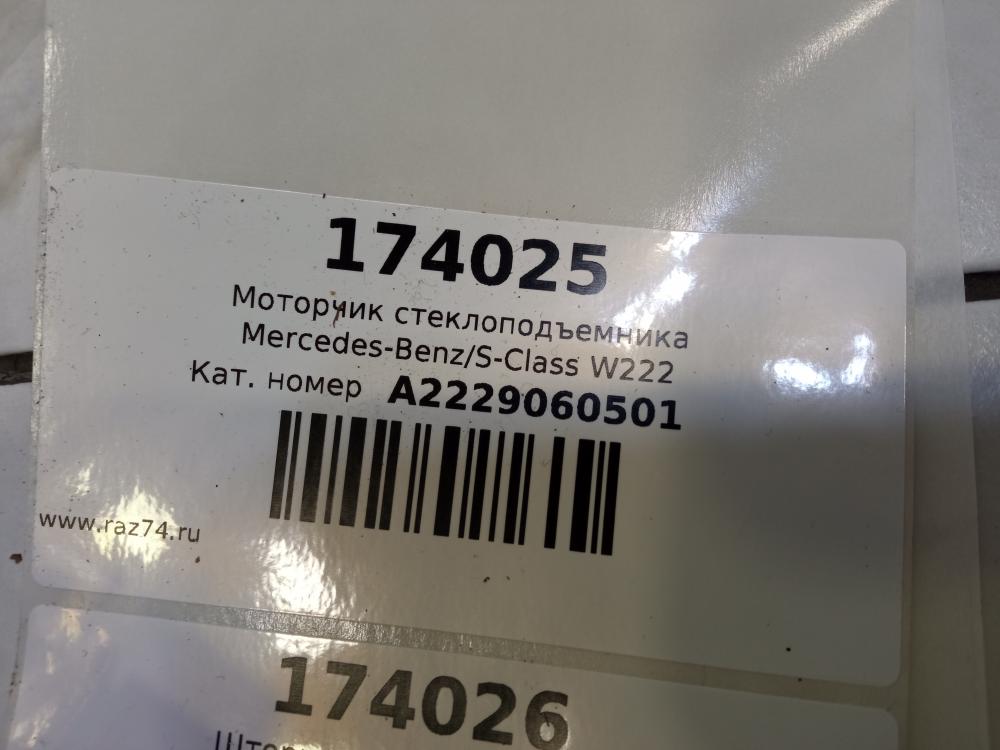 174025
Моторчик стеклоподъемника
Mercedes-Benz/S-Class W222
Кат. номер A2229060501
www.raz74.ru
174026